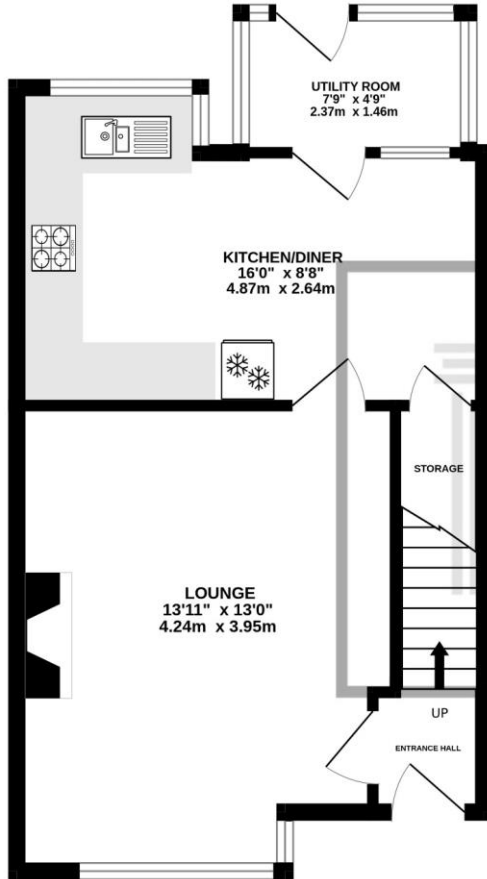 UTILITY ROOM
7'9" x 4'9"
2.37m x 1.46m
KITCHEN/DINER
16'0" x 8'8"
4.87m x 2.64m
STORAGE
LOUNGE
13'11" x 13'0"
4.24m x 3.95m
UP
ENTRANCE HALL